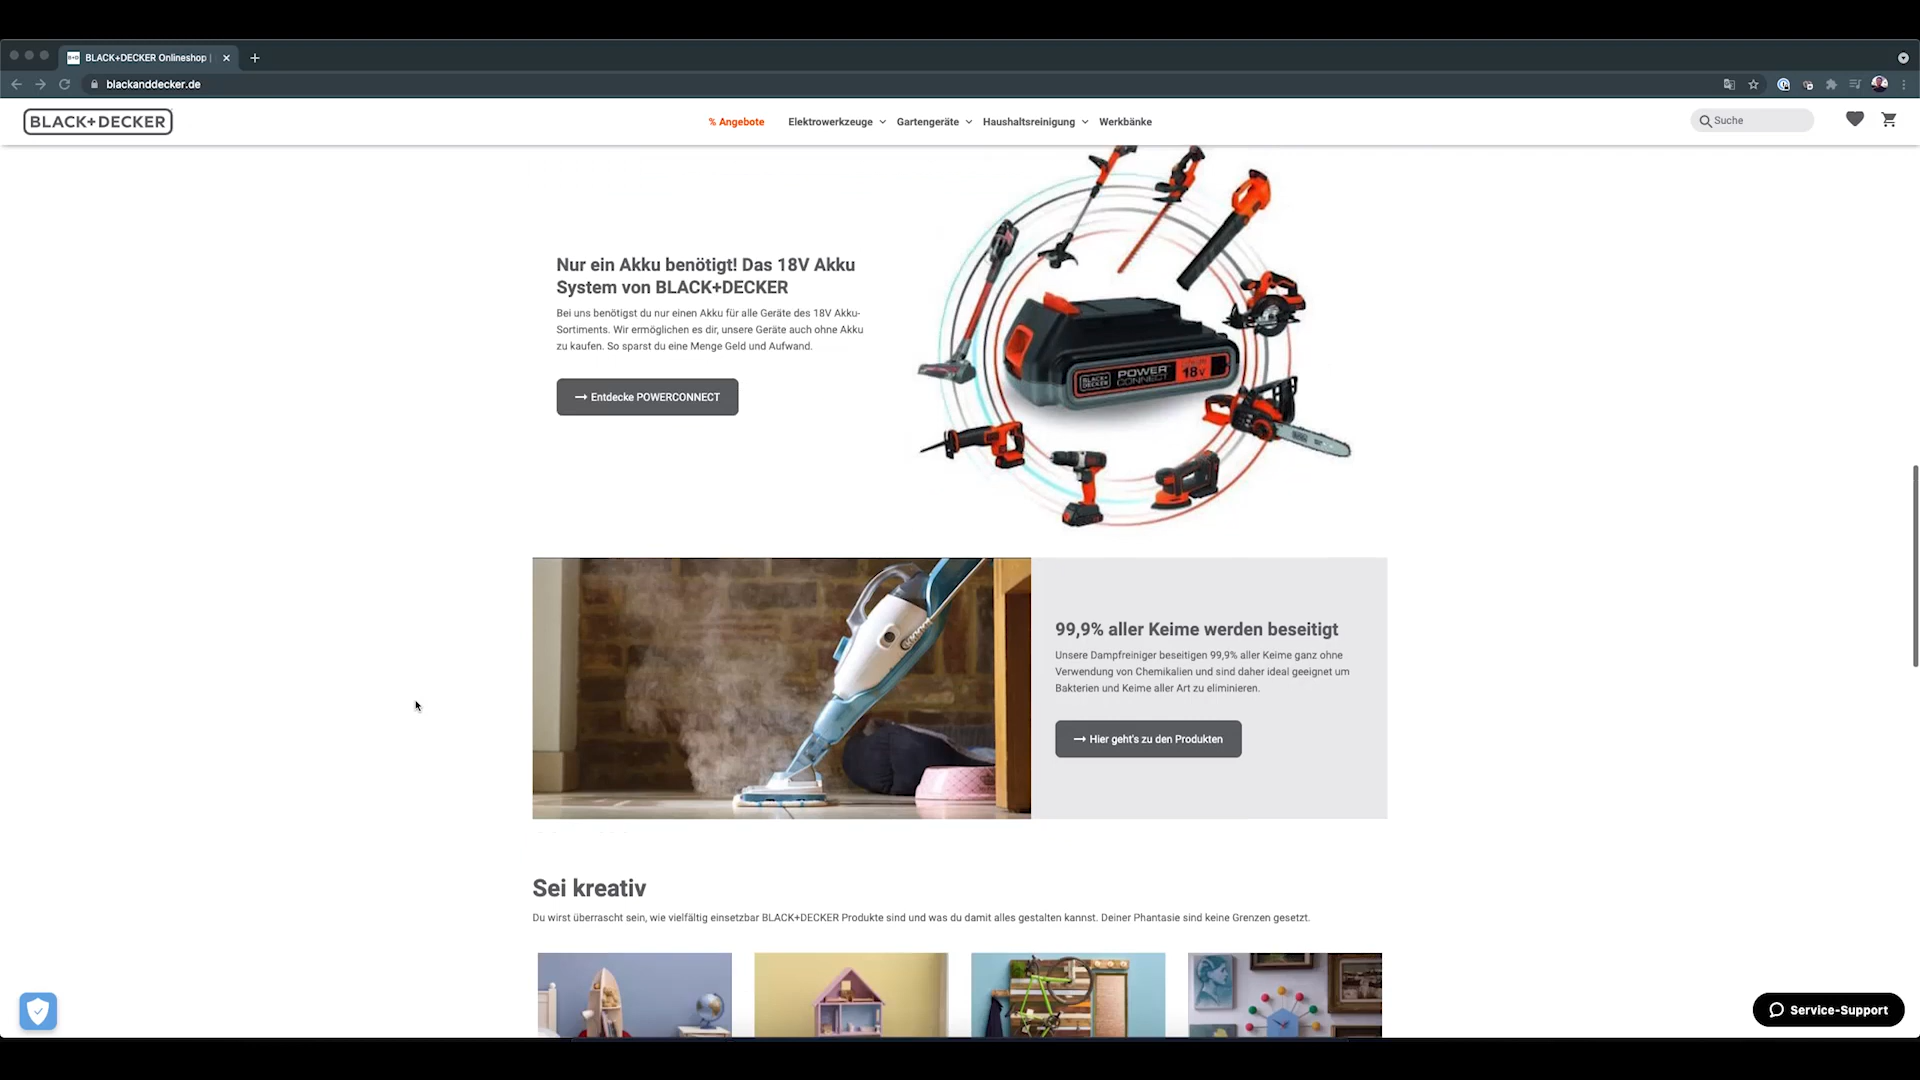 BLACK+DECKER Onlineshop |
blackanddecker.de
BLACK+DECKER
% Angebote
Elektrowerkzeuge
Gartengeräte
Haushaltsreinigung
Werkbänke
Suche
Nur ein Akku benötigt! Das 18V Akku
System von BLACK+DECKER
Bei uns benötigst du nur einen Akku für alle Geräte des 18V Akku-
Sortiments. Wir ermöglichen es dir, unsere Geräte auch ohne Akku
zu kaufen. So sparst du eine Menge Geld und Aufwand.
→ Entdecke POWERCONNECT
BLACK+
DECKER
POWER
CONNECT
18V
99,9% aller Keime werden beseitigt
Unsere Dampfreiniger beseitigen 99,9% aller Keime ganz ohne
Verwendung von Chemikalien und sind daher ideal geeignet um
Bakterien und Keime aller Art zu eliminieren.
→ Hier geht's zu den Produkten
Sei kreativ
Du wirst überrascht sein, wie vielfältig einsetzbar BLACK+DECKER Produkte sind und was du damit alles gestalten kannst. Deiner Phantasie sind keine Grenzen gesetzt.
Service-Support